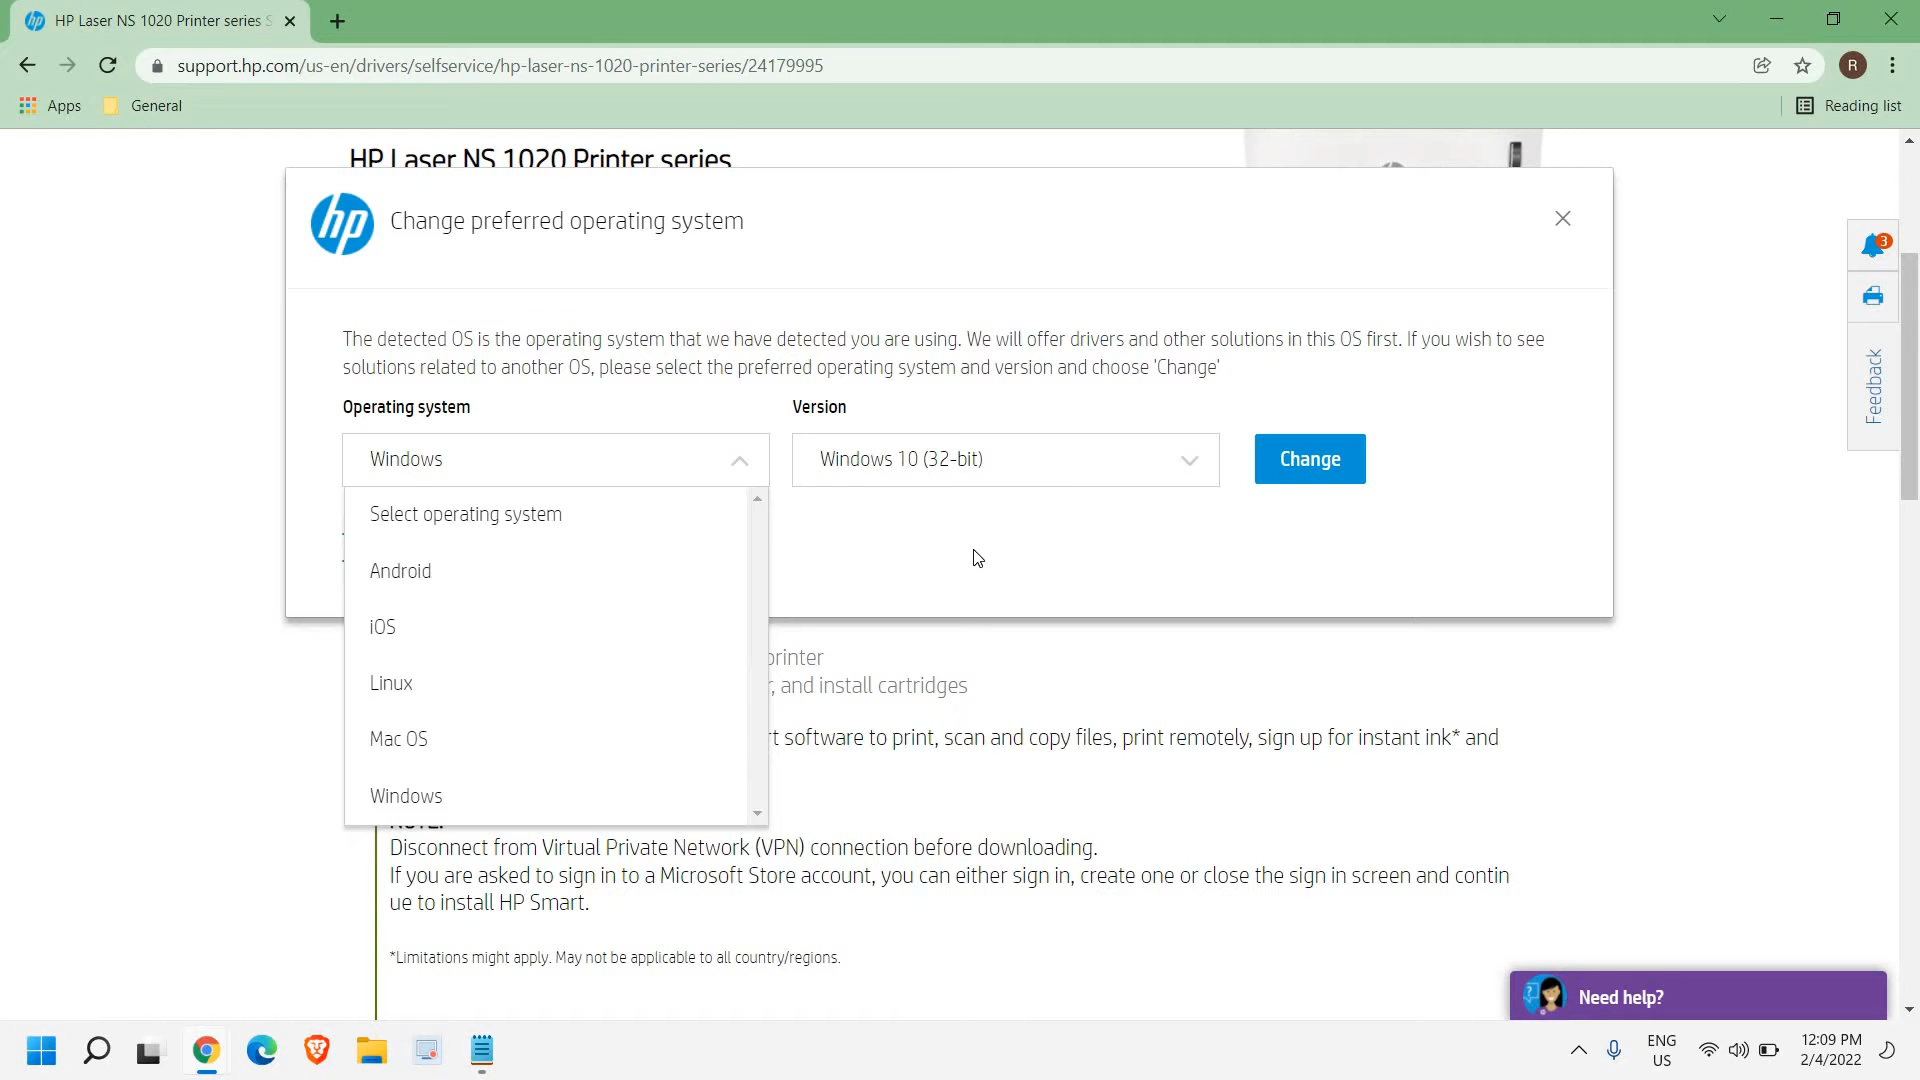 HP Laser NS 1020 Printer series S
support.hp.com/us-en/drivers/selfservice/hp-laser-ns-1020-printer-series/24179995
R
Apps
General
Reading list
HP Laser NS 1020 Printer series
hp
Change preferred operating system
3
The detected OS is the operating system that we have detected you are using. We will offer drivers and other solutions in this OS first. If you wish to see
solutions related to another OS, please select the preferred operating system and version and choose 'Change'
Feedback
Operating system
Version
Windows
Windows 10 (32-bit)
Change
Select operating system
Android
iOS
Linux
Mac OS
Windows
printer
, and install cartridges
t software to print, scan and copy files, print remotely, sign up for instant ink* and
NOTE:
Disconnect from Virtual Private Network (VPN) connection before downloading.
If you are asked to sign in to a Microsoft Store account, you can either sign in, create one or close the sign in screen and contin
ue to install HP Smart.
*Limitations might apply. May not be applicable to all country/regions.
Need help?
ENG
US
12:09 PM
2/4/2022